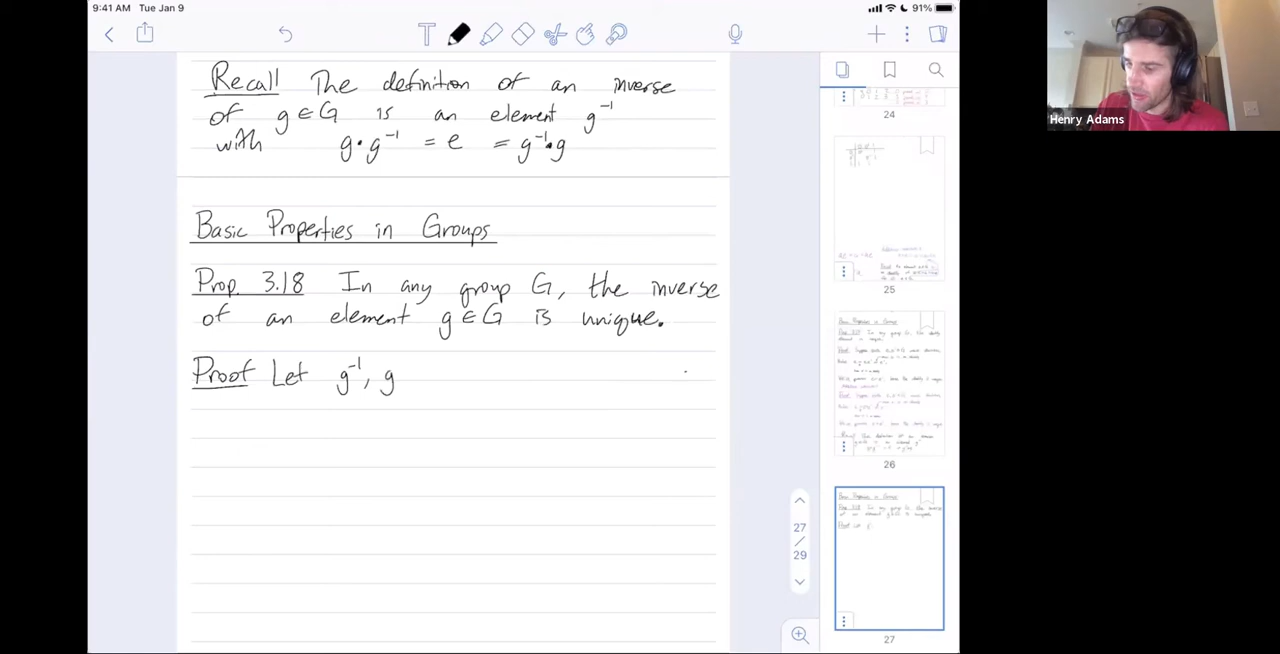 9:41 AM Tue Jan 9
91%
Recall The definition of an inverse
of g ∈ G is an element g⁻¹
with g · g⁻¹ = e = g⁻¹ · g
Basic Properties in Groups
Prop. 3.18 In any group G, the inverse
of an element g ∈ G is unique.
Proof Let g⁻¹, g
Henry Adams
24
25
26
27
27
/
29